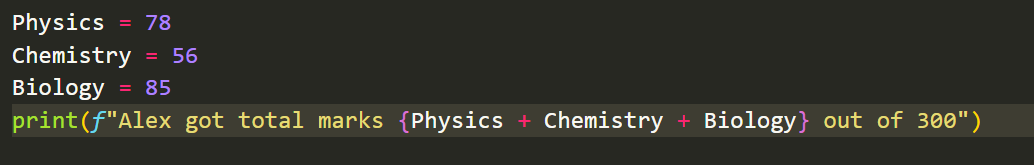 Physics = 78
Chemistry = 56
Biology = 85
print(f"Alex got total marks {Physics + Chemistry + Biology} out of 300")